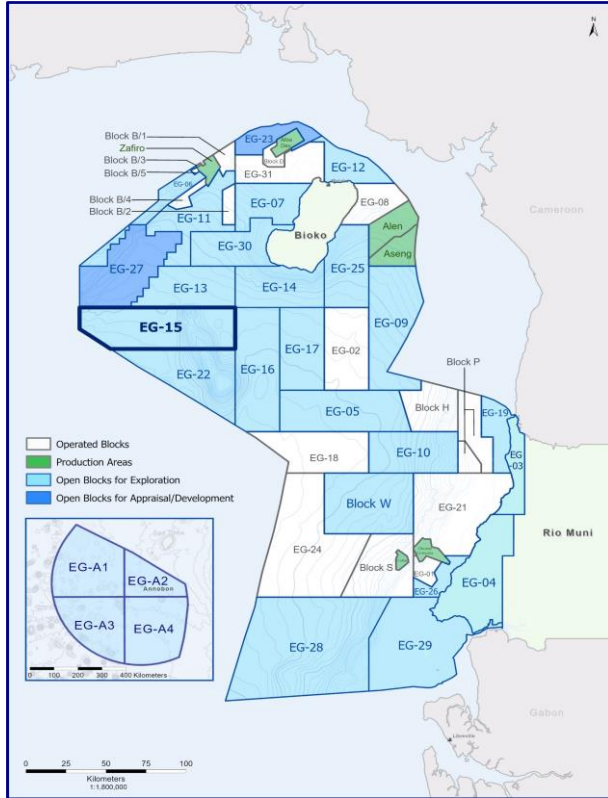 N
Block B/1
Zafiro
Block B/3
Block B/5
Block B/4
Block B/2
EG-23
Alba
Block D
EG-31
EG-12
EG-06
EG-11
EG-07
EG-08
Bioko
Cameroon
Alen
Aseng
EG-30
EG-25
EG-27
EG-13
EG-14
EG-15
EG-09
EG-17
EG-02
EG-16
EG-22
Block P
EG-05
Block H
EG-19
EG
-03
EG-18
EG-10
Operated Blocks
Production Areas
Open Blocks for Exploration
Open Blocks for Appraisal/Development
Block W
EG-21
Rio Muni
EG-24
Block S
EG-01
EG-26
EG-04
EG-A1
EG-A2
Annobon
EG-A3
EG-A4
0 100 200 300 400 Kilometers
EG-28
EG-29
Gabon
Libreville
0 25 50 75 100
Kilometers
1:1,800,000